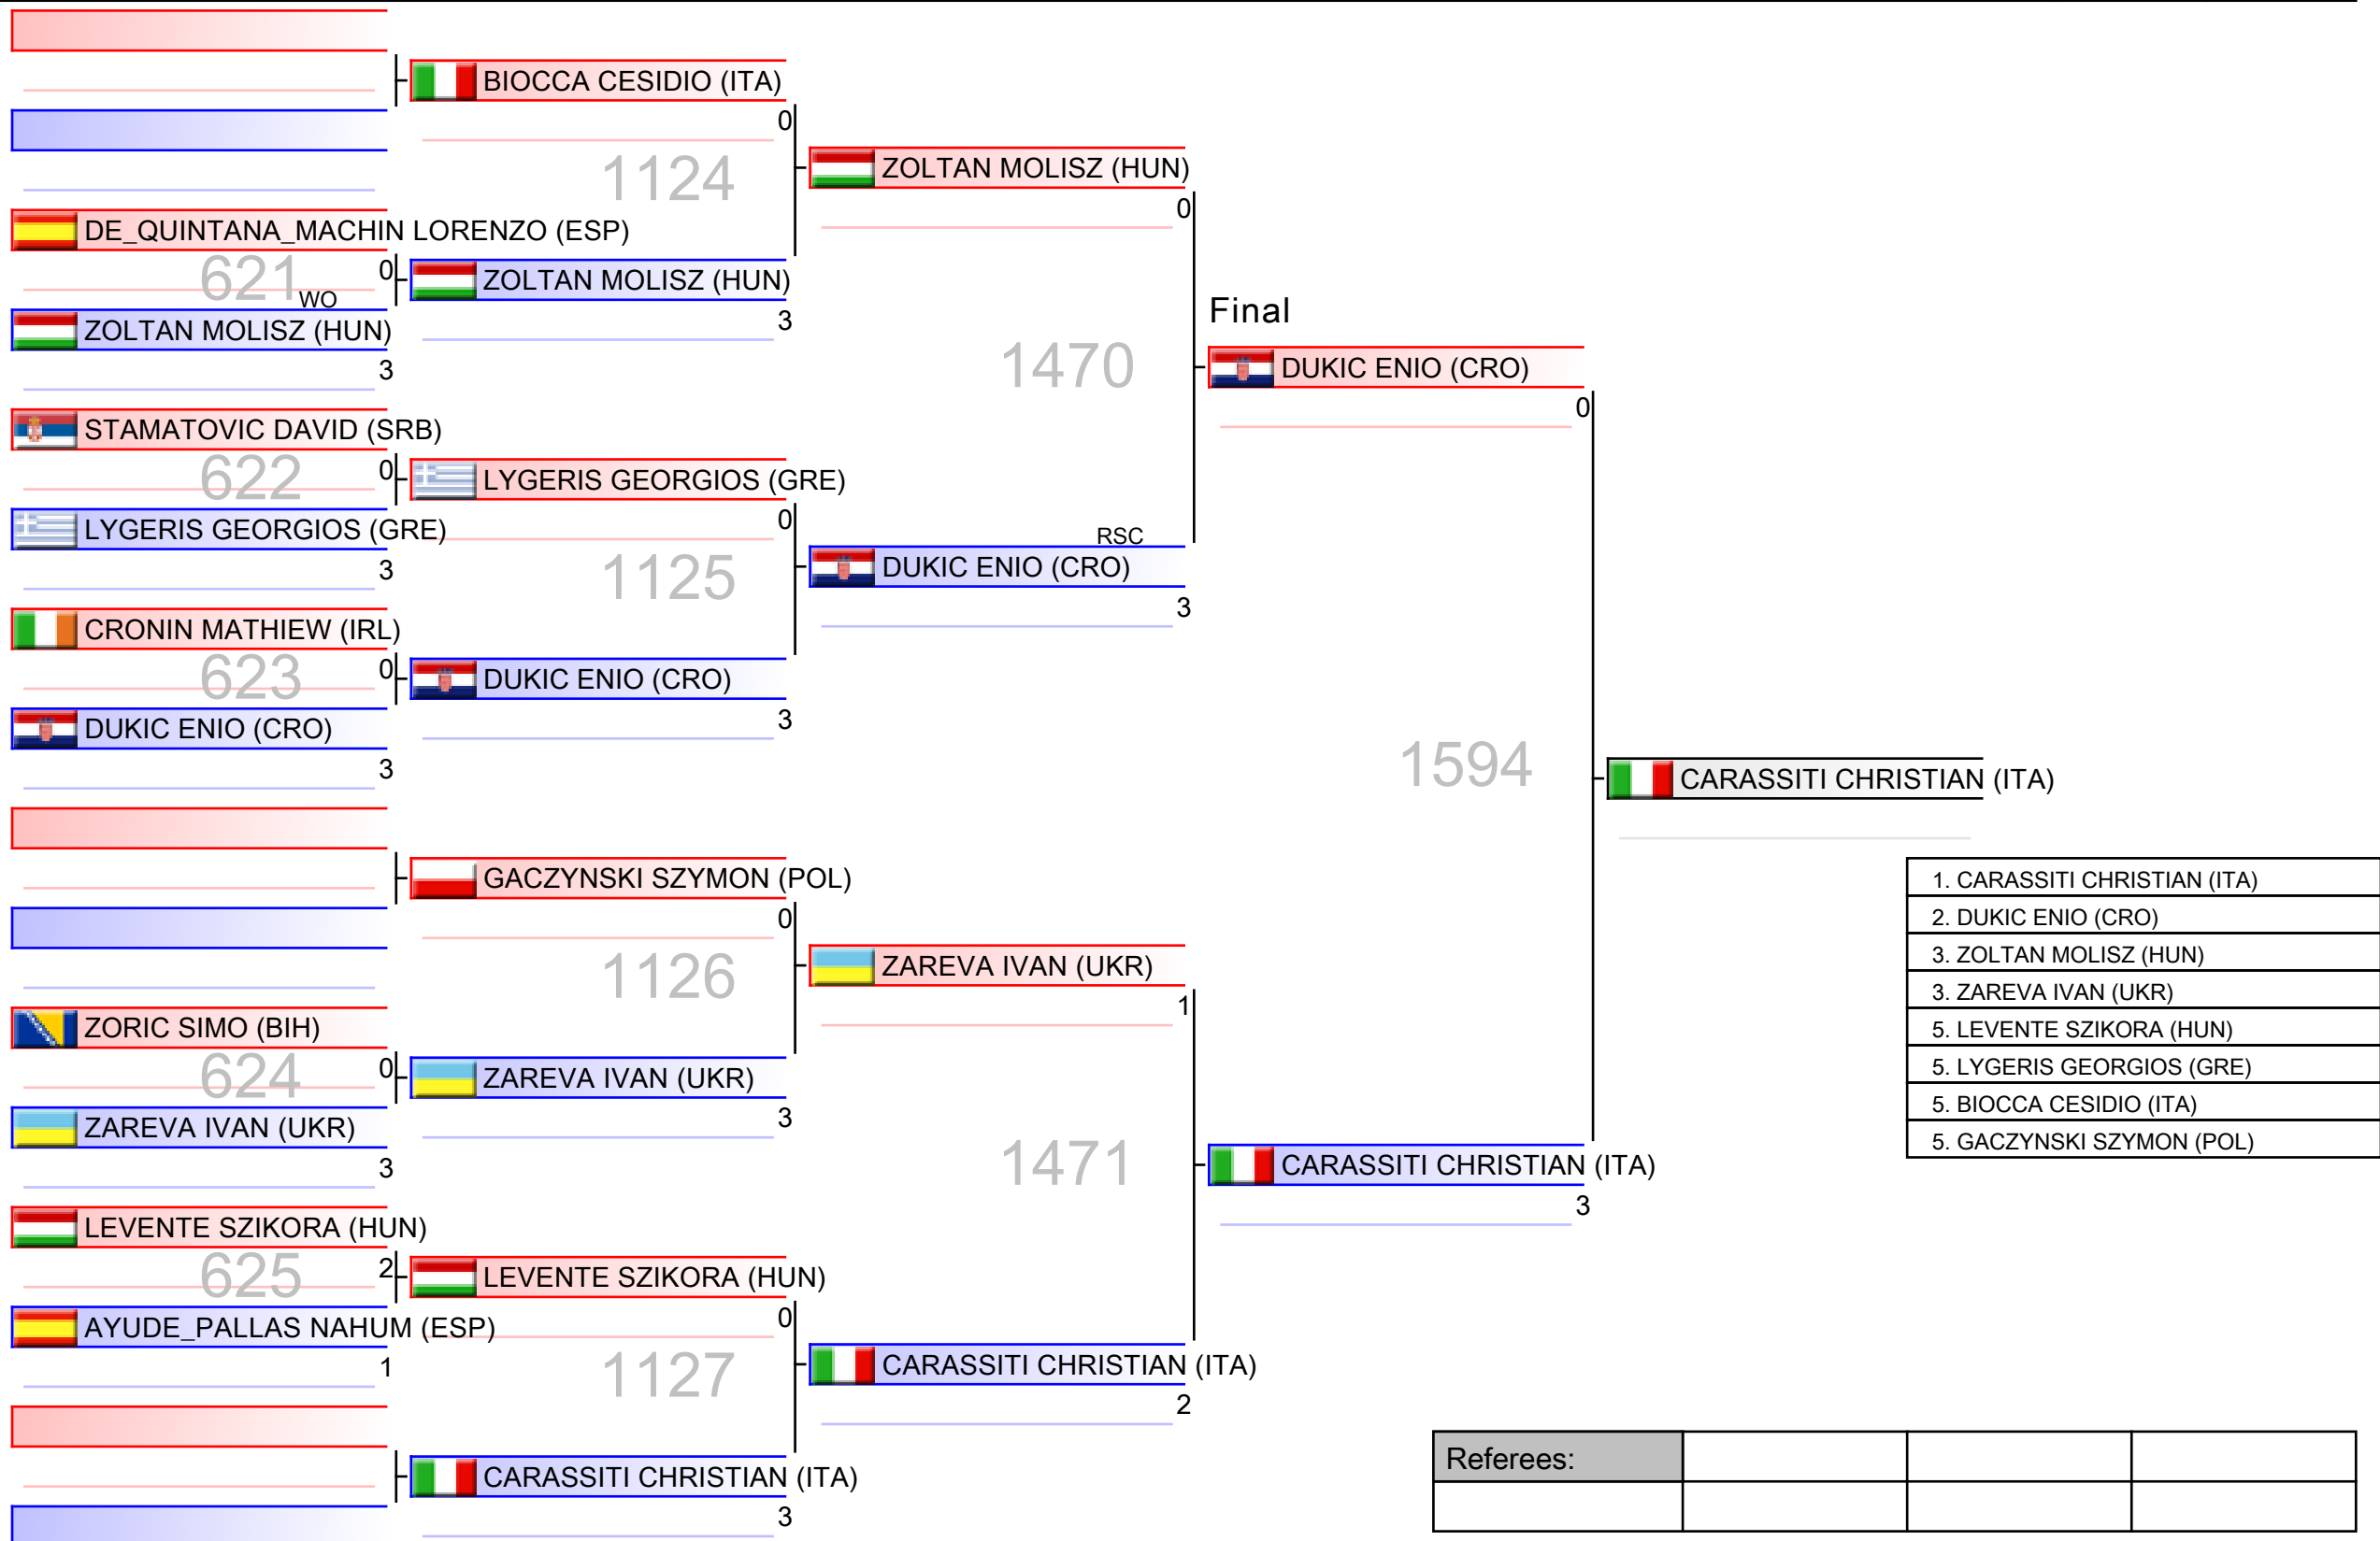 BIOCCA CESIDIO (ITA)
0
1124
ZOLTAN MOLISZ (HUN)
0
DE_QUINTANA_MACHIN LORENZO (ESP)
0
621
WO
ZOLTAN MOLISZ (HUN)
3
ZOLTAN MOLISZ (HUN)
3
Final
1470
DUKIC ENIO (CRO)
0
STAMATOVIC DAVID (SRB)
0
622
LYGERIS GEORGIOS (GRE)
0
LYGERIS GEORGIOS (GRE)
3
1125
RSC
DUKIC ENIO (CRO)
3
CRONIN MATHIEW (IRL)
0
623
DUKIC ENIO (CRO)
3
DUKIC ENIO (CRO)
3
1594
CARASSITI CHRISTIAN (ITA)
GACZYNSKI SZYMON (POL)
0
1126
ZAREVA IVAN (UKR)
1
ZORIC SIMO (BIH)
0
624
ZAREVA IVAN (UKR)
3
ZAREVA IVAN (UKR)
3
1471
CARASSITI CHRISTIAN (ITA)
3
LEVENTE SZIKORA (HUN)
2
625
LEVENTE SZIKORA (HUN)
0
AYUDE_PALLAS NAHUM (ESP)
1
1127
CARASSITI CHRISTIAN (ITA)
2
CARASSITI CHRISTIAN (ITA)
3
1. CARASSITI CHRISTIAN (ITA)
2. DUKIC ENIO (CRO)
3. ZOLTAN MOLISZ (HUN)
3. ZAREVA IVAN (UKR)
5. LEVENTE SZIKORA (HUN)
5. LYGERIS GEORGIOS (GRE)
5. BIOCCA CESIDIO (ITA)
5. GACZYNSKI SZYMON (POL)
Referees: